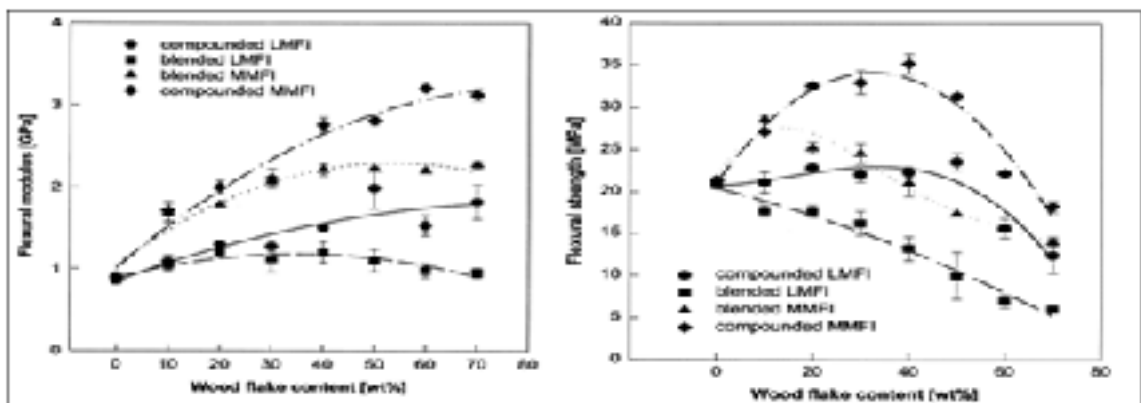 4
3
2
1
0
Flexural modulus [GPa]
compounded LMFI
blended LMFI
blended MMFI
compounded MMFI
0 10 20 30 40 50 60 70 80
Wood flake content [wt%]
40
35
30
25
20
15
10
5
0
Flexural strength [MPa]
compounded LMFI
blended LMFI
blended MMFI
compounded MMFI
0 20 40 60 80
Wood flake content [wt%]